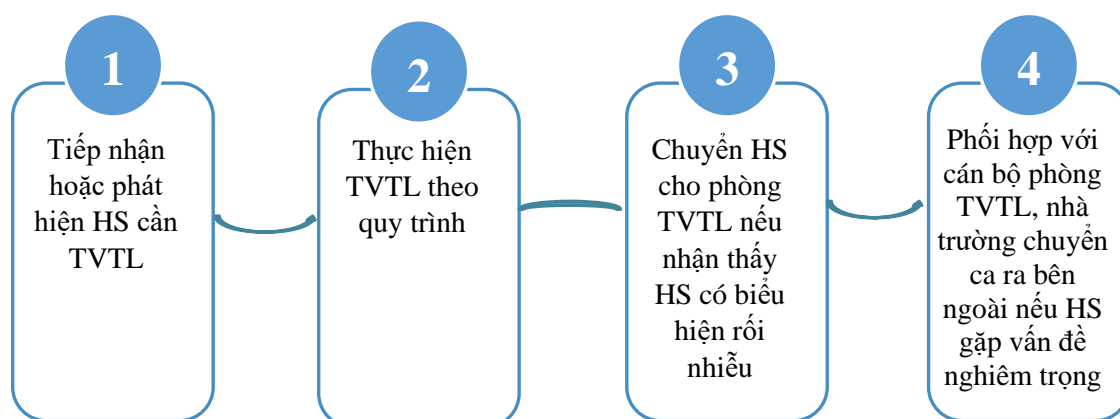 1
Tiếp nhận
hoặc phát
hiện HS cần
TVTL
2
Thực hiện
TVTL theo
quy trình
3
Chuyển HS
cho phòng
TVTL nếu
nhận thấy
HS có biểu
hiện rối
nhiễu
4
Phối hợp với
cán bộ phòng
TVTL, nhà
trường chuyển
ca ra bên
ngoài nếu HS
gặp vấn đề
nghiêm trọng